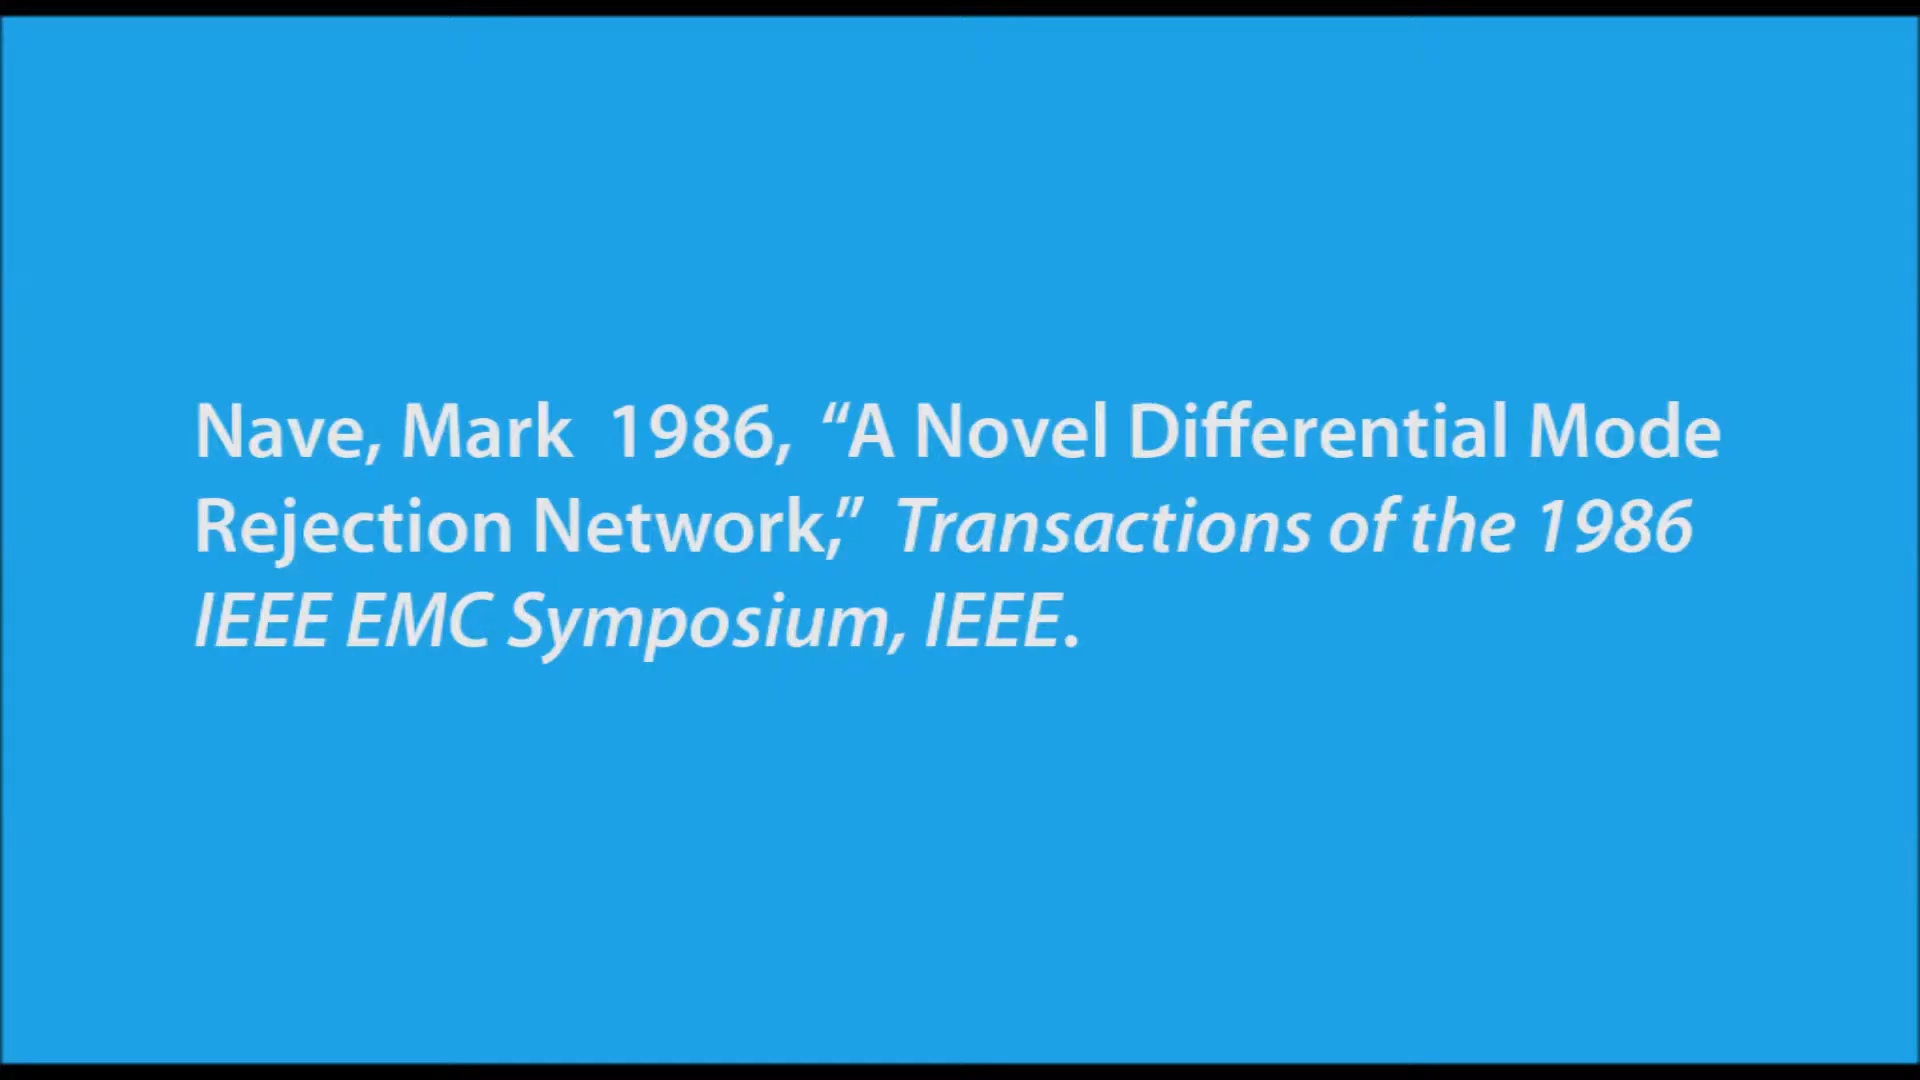 Nave, Mark  1986,  “A Novel Differential Mode
Rejection Network,”  Transactions of the 1986
IEEE EMC Symposium, IEEE.